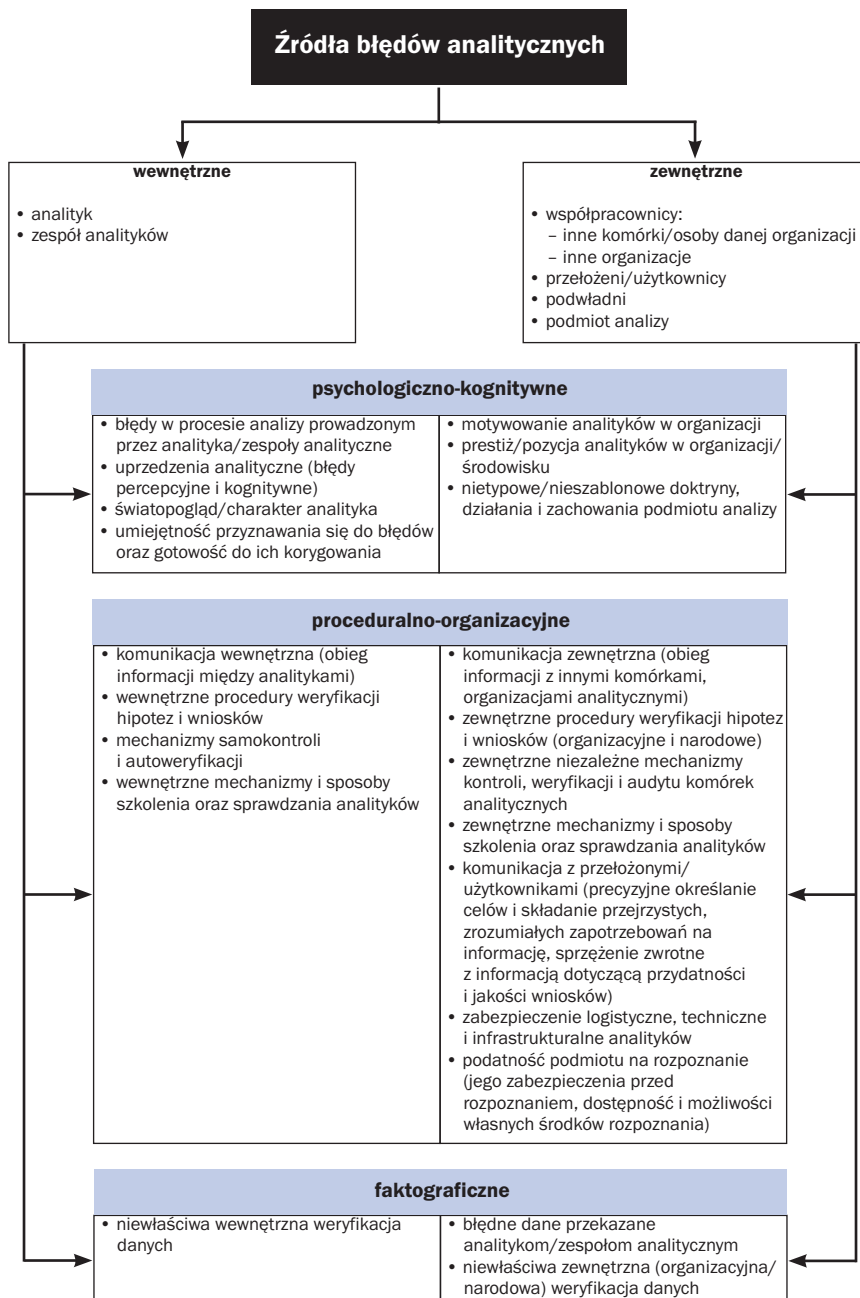 Źródła błędów analitycznych
wewnętrzne
• analityk
• zespół analityków
zewnętrzne
• współpracownicy:
– inne komórki/osoby danej organizacji
– inne organizacje
• przełożeni/użytkownicy
• podwładni
• podmiot analizy
psychologiczno-kognitywne
• błędy w procesie analizy prowadzonym
przez analityka/zespoły analityczne
• uprzedzenia analityczne (błędy
percepcyjne i kognitywne)
• światopogląd/charakter analityka
• umiejętność przyznawania się do błędów
oraz gotowość do ich korygowania
• motywowanie analityków w organizacji
• prestiż/pozycja analityków w organizacji/
środowisku
• nietypowe/nieszablonowe doktryny,
działania i zachowania podmiotu analizy
proceduralno-organizacyjne
• komunikacja wewnętrzna (obieg
informacji między analitykami)
• wewnętrzne procedury weryfikacji
hipotez i wniosków
• mechanizmy samokontroli
i autoweryfikacji
• wewnętrzne mechanizmy i sposoby
szkolenia oraz sprawdzania analityków
• komunikacja zewnętrzna (obieg
informacji z innymi komórkami,
organizacjami analitycznymi)
• zewnętrzne procedury weryfikacji hipotez
i wniosków (organizacyjne i narodowe)
• zewnętrzne niezależne mechanizmy
kontroli, weryfikacji i audytu komórek
analitycznych
• zewnętrzne mechanizmy i sposoby
szkolenia oraz sprawdzania analityków
• komunikacja z przełożonymi/
użytkownikami (precyzyjne określanie
celów i składanie przejrzystych,
zrozumiałych zapotrzebowań na
informację, sprzężenie zwrotne
z informacją dotyczącą przydatności
i jakości wniosków)
• zabezpieczenie logistyczne, techniczne
i infrastrukturalne analityków
• podatność podmiotu na rozpoznanie
(jego zabezpieczenia przed
rozpoznaniem, dostępność i możliwości
własnych środków rozpoznania)
faktograficzne
• niewłaściwa wewnętrzna weryfikacja
danych
• błędne dane przekazane
analitykom/zespołom analitycznym
• niewłaściwa zewnętrzna (organizacyjna/
narodowa) weryfikacja danych